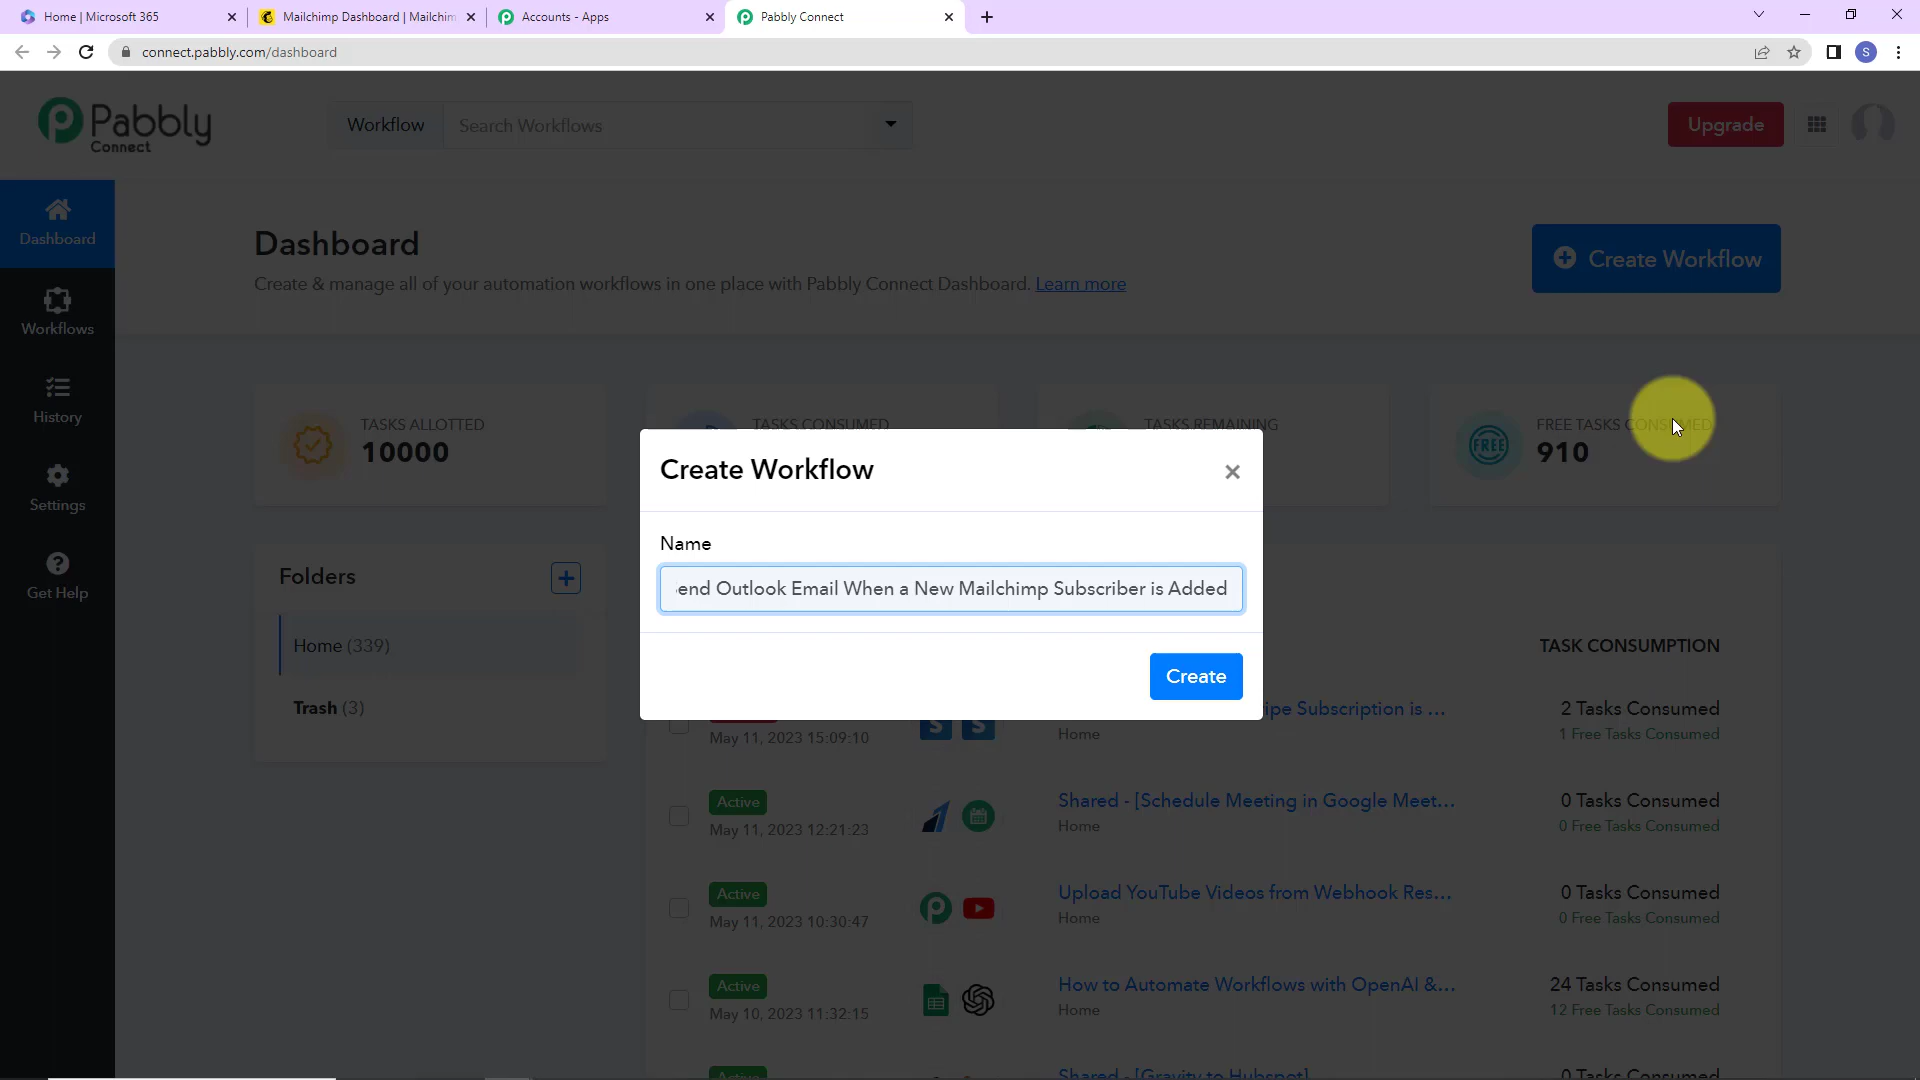 Home | Microsoft 365
Mailchimp Dashboard | Mailchim
Accounts - Apps
Pabbly Connect
connect.pabbly.com/dashboard
S
Pabbly
Connect
Workflow
Search Workflows
Upgrade
Dashboard
Workflows
History
Settings
Get Help
Dashboard
Create & manage all of your automation workflows in one place with Pabbly Connect Dashboard. Learn more
Create Workflow
TASKS ALLOTTED
10000
TASKS CONSUMED
TASKS REMAINING
FREE
FREE TASKS CONSUMED
910
Folders
Home (339)
Trash (3)
Create Workflow
×
Name
end Outlook Email When a New Mailchimp Subscriber is Added
Create
TASK CONSUMPTION
May 11, 2023 15:09:10
S S
ipe Subscription is ...
Home
2 Tasks Consumed
1 Free Tasks Consumed
Active
May 11, 2023 12:21:23
Shared - [Schedule Meeting in Google Meet...
Home
0 Tasks Consumed
0 Free Tasks Consumed
Active
May 11, 2023 10:30:47
Upload YouTube Videos from Webhook Res...
Home
0 Tasks Consumed
0 Free Tasks Consumed
Active
May 10, 2023 11:32:15
How to Automate Workflows with OpenAI &...
Home
24 Tasks Consumed
12 Free Tasks Consumed
Active
Shared - [Gravity to Hubspot]
0 Tasks Consumed